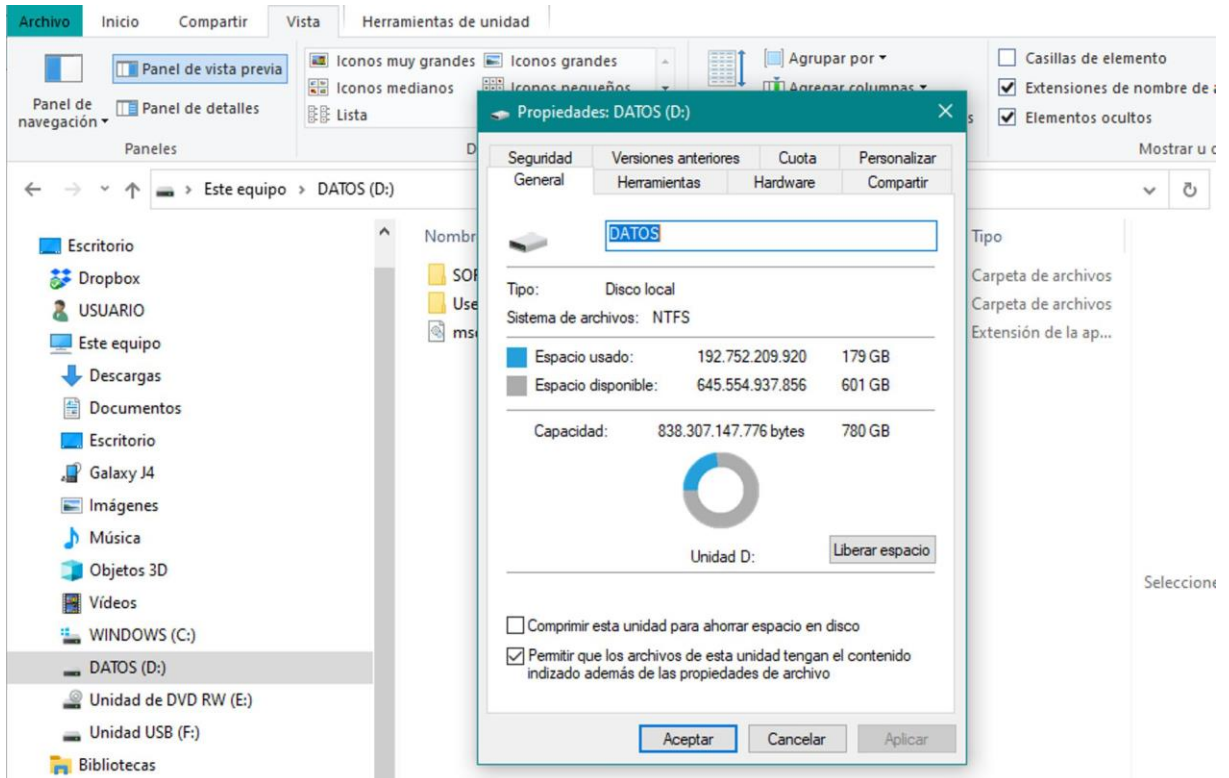 Archivo Inicio Compartir Vista Herramientas de unidad
Panel de navegación
Panel de vista previa
Panel de detalles
Paneles
Iconos muy grandes Iconos grandes
Iconos medianos Iconos pequeños
Lista
Agrupar por
Agregar columnas
Casillas de elemento
Extensiones de nombre de
Elementos ocultos
Mostrar u
Este equipo > DATOS (D:)
Escritorio
Dropbox
USUARIO
Este equipo
Descargas
Documentos
Escritorio
Galaxy J4
Imágenes
Música
Objetos 3D
Vídeos
WINDOWS (C:)
DATOS (D:)
Unidad de DVD RW (E:)
Unidad USB (F:)
Bibliotecas
Nombr
Use
Tipo
Carpeta de archivos
Carpeta de archivos
Extensión de la ap...
Seleccione
Propiedades: DATOS (D:)
Seguridad Versiones anteriores Cuota Personalizar
General Herramientas Hardware Compartir
DATOS
Tipo: Disco local
Sistema de archivos: NTFS
Espacio usado: 192.752.209.920 179 GB
Espacio disponible: 645.554.937.856 601 GB
Capacidad: 838.307.147.776 bytes 780 GB
Unidad D:
Liberar espacio
Comprimir esta unidad para ahorrar espacio en disco
Permitir que los archivos de esta unidad tengan el contenido
indizado además de las propiedades de archivo
Aceptar Cancelar Aplicar